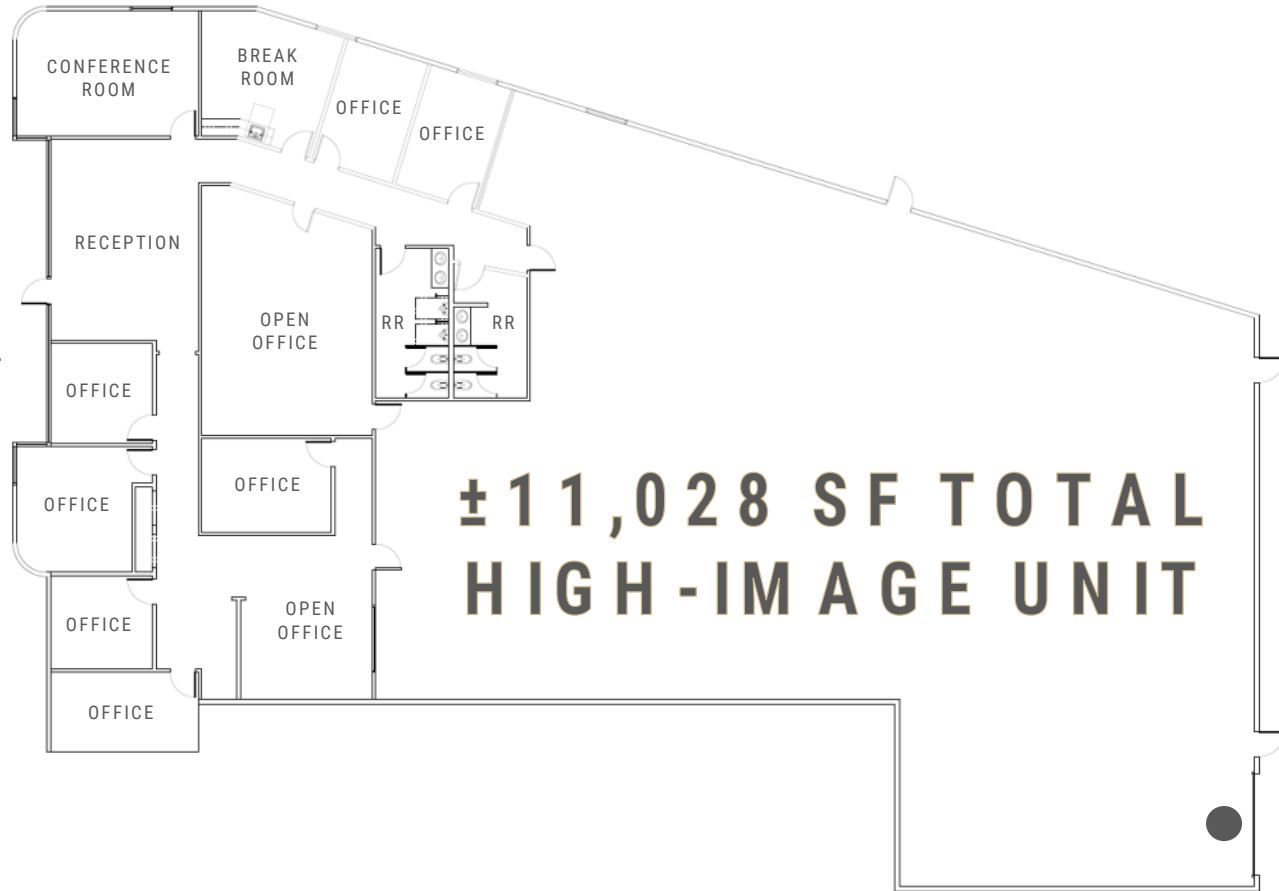 CONFERENCE
ROOM
BREAK
ROOM
OFFICE
OFFICE
RECEPTION
OPEN
OFFICE
RR
RR
OFFICE
OFFICE
OFFICE
±11,028 SF TOTAL
HIGH-IMAGE UNIT
OFFICE
OPEN
OFFICE
OFFICE